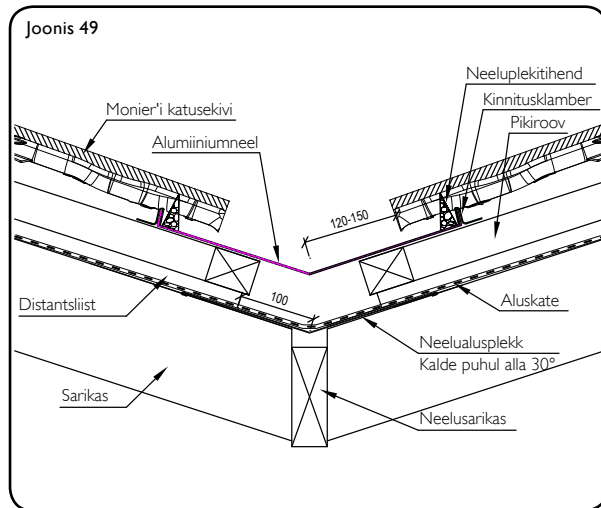 Joonis 49
Neeluplekitihend
Kinnitusklamber
Pikiroov
Monier'i katusekivi
Alumiiniumneel
120-150
100
Distantsliist
Aluskate
Neelualusplekk
Kalde puhul alla 30°
Sarikas
Neelusarikas